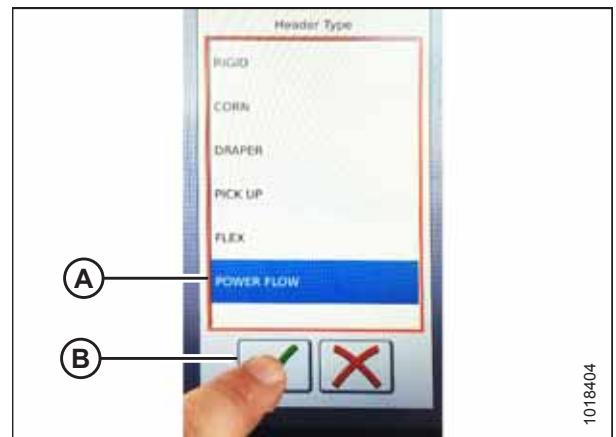 Header Type
RIGID
CORN
DRAPER
PICK UP
FLEX
POWER FLOW
A
B
1018404